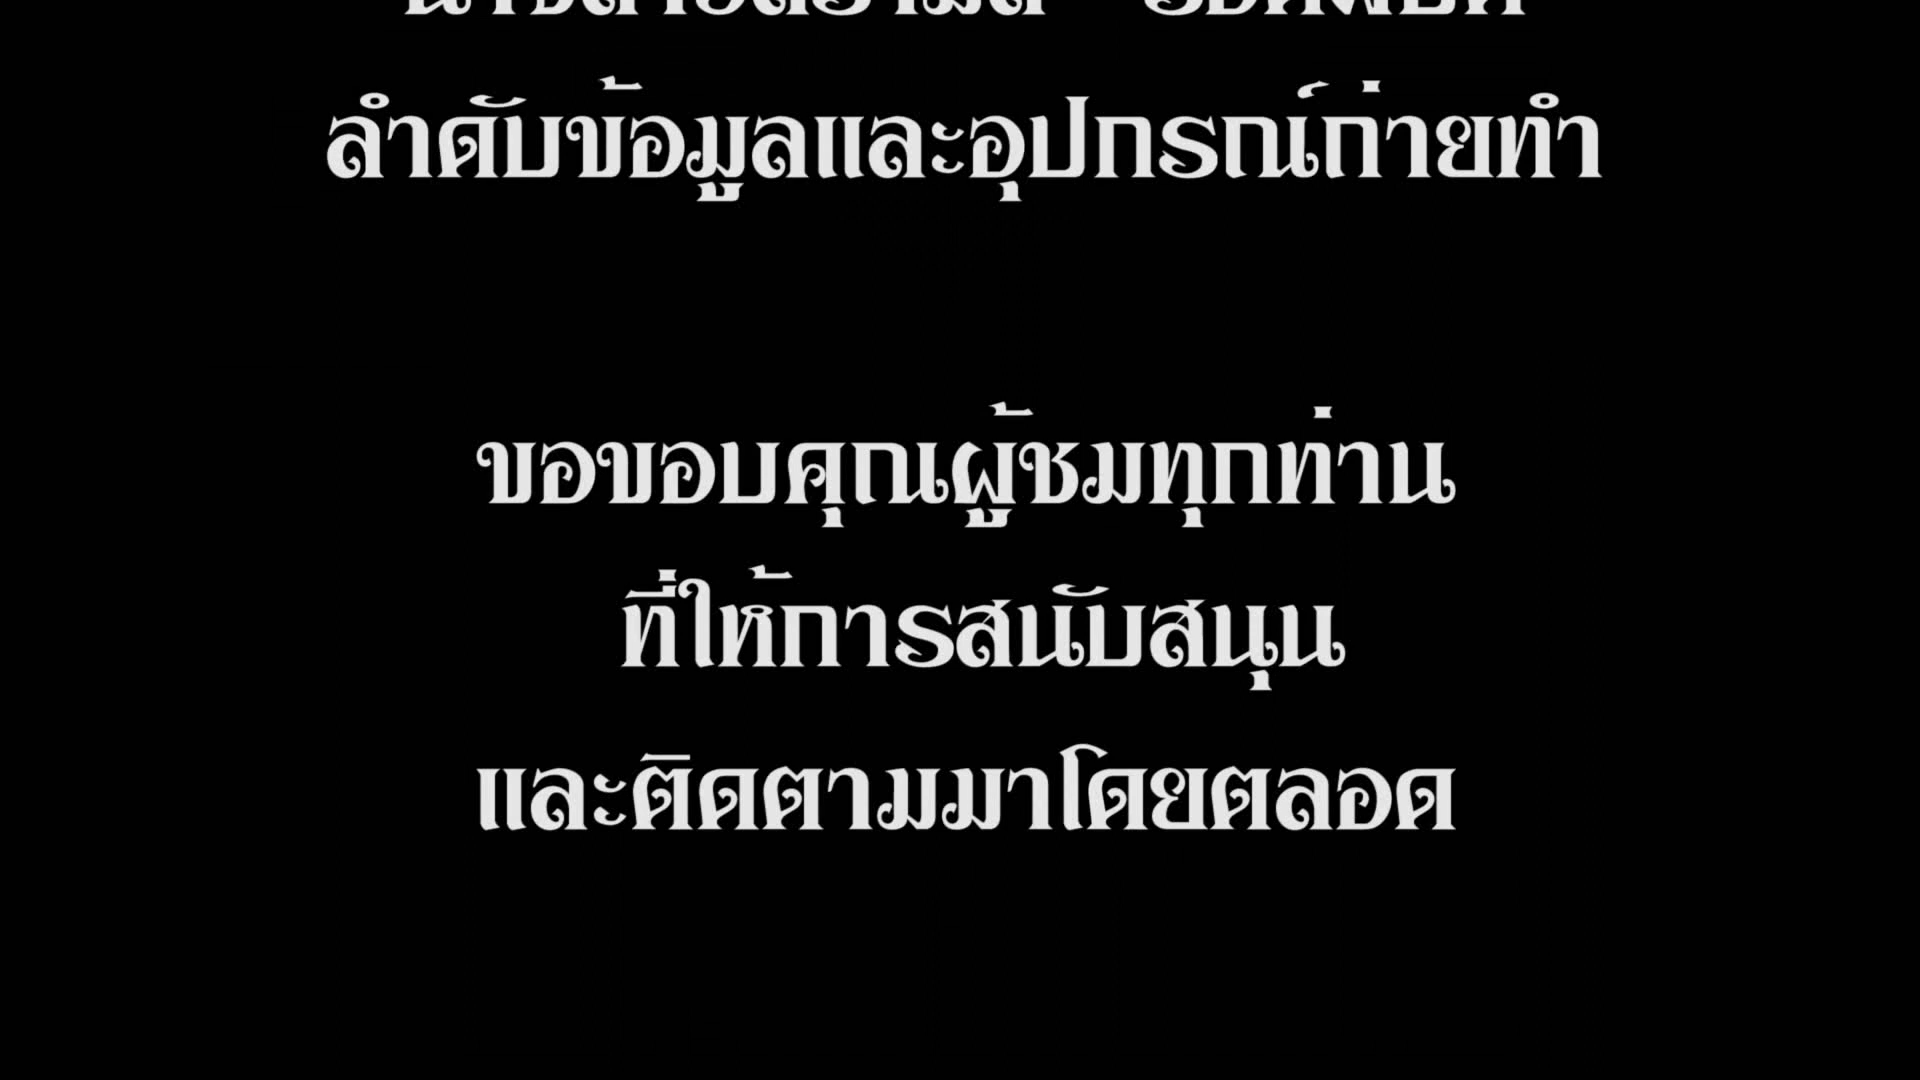 ลำดับข้อมูลและอุปกรณ์ถ่ายทำ
ขอขอบคุณผู้ชมทุกท่าน
ที่ให้การสนับสนุน
และติดตามมาโดยตลอด